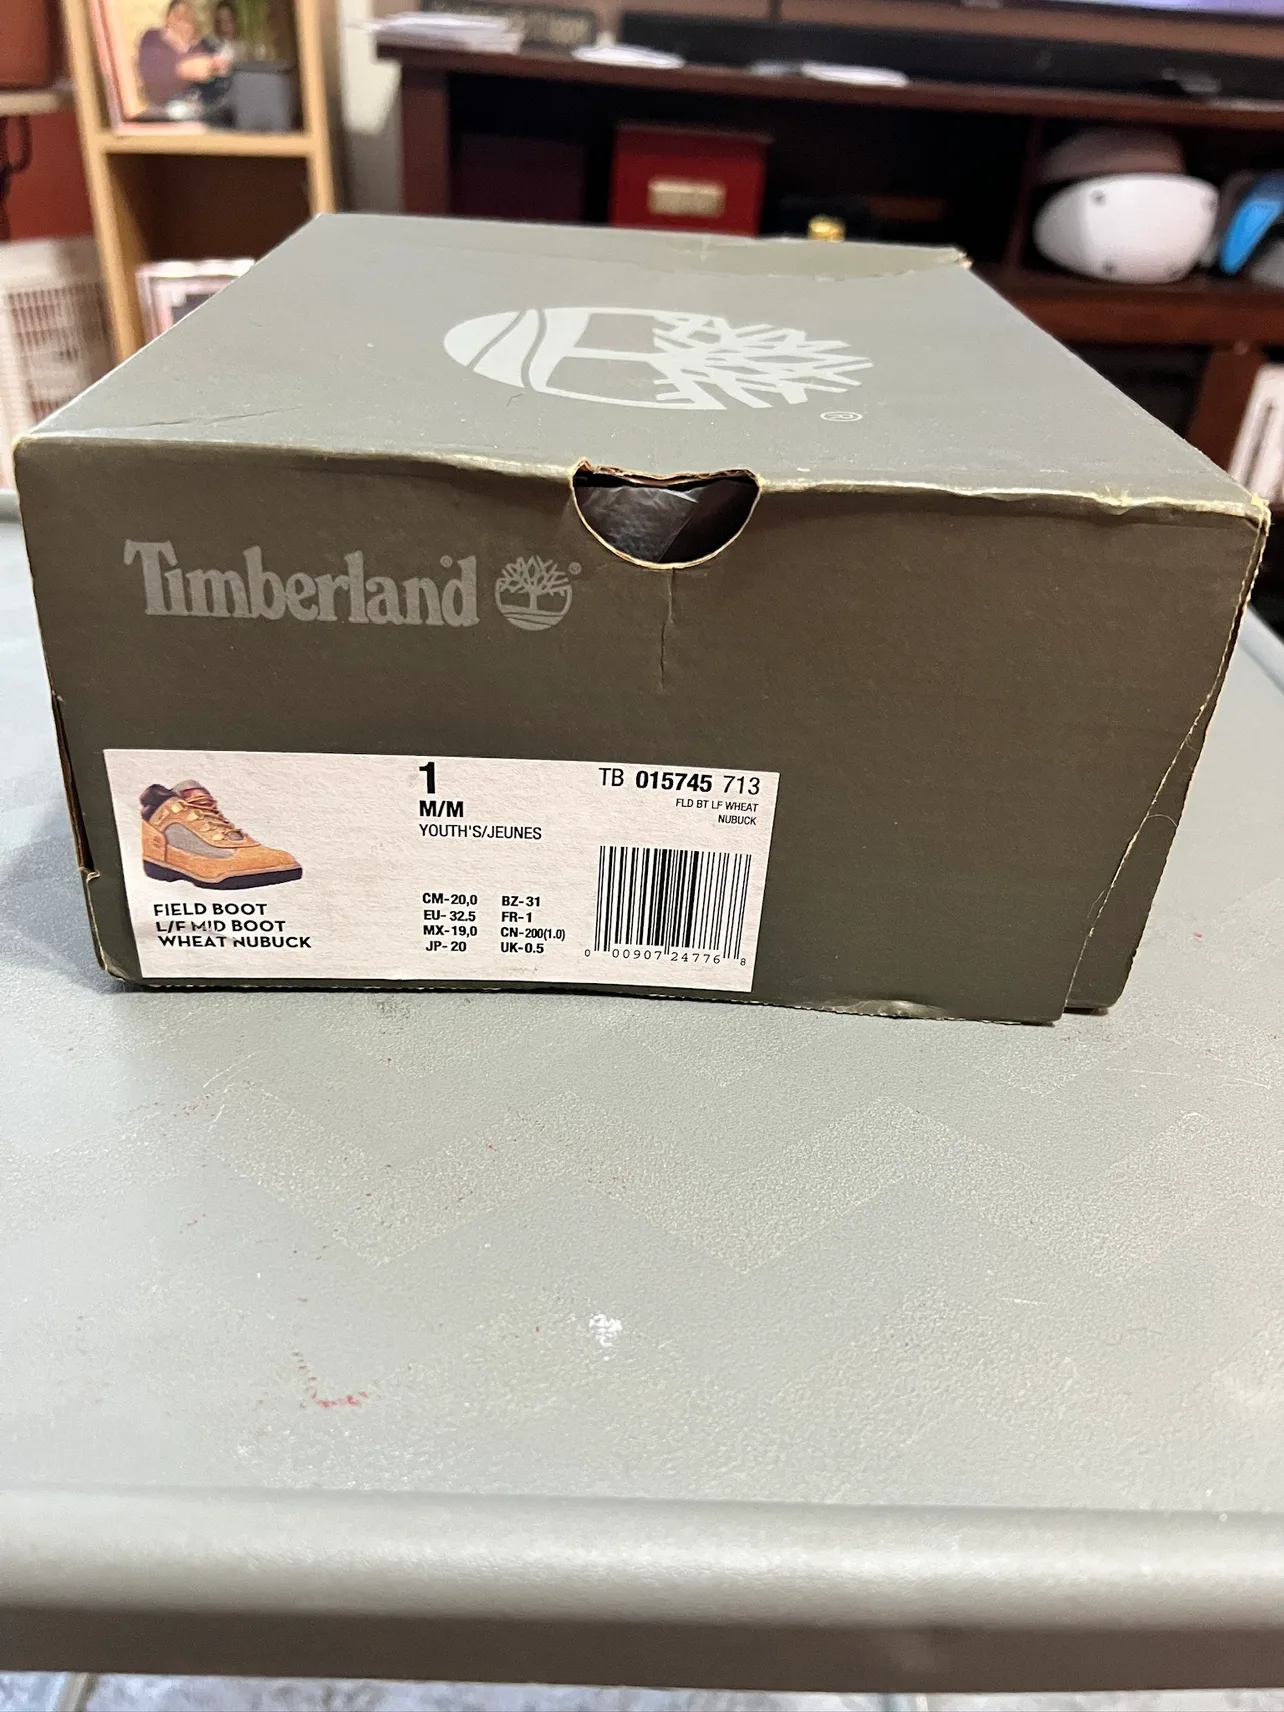 ®
Timberland ®
1
M/M
YOUTH'S/JEUNES
TB 015745 713
FLD BT LF WHEAT
NUBUCK
FIELD BOOT
L/F MID BOOT
WHEAT NUBUCK
CM-20,0 BZ-31
EU-32.5 FR-1
MX-19,0 CN-200(1.0)
JP-20 UK-0.5
0 00907 24776 8